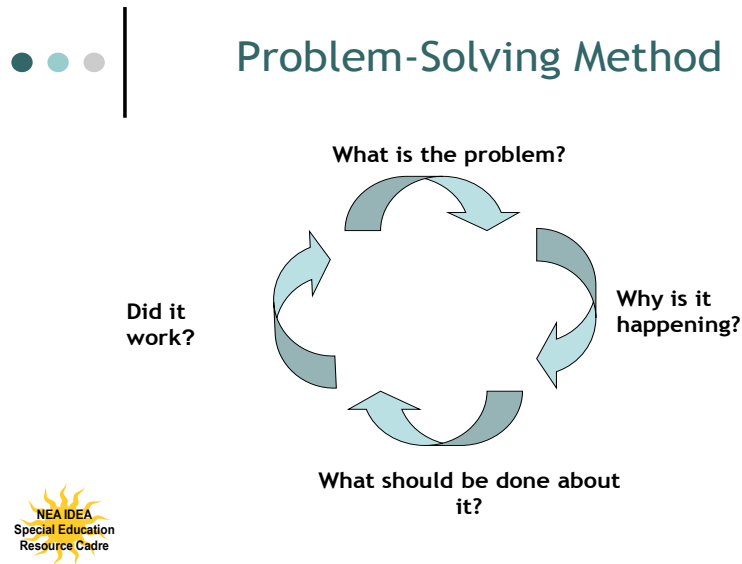 Problem-Solving Method
What is the problem?
Why is it
happening?
Did it
work?
What should be done about
it?
NEA IDEA
Special Education
Resource Cadre